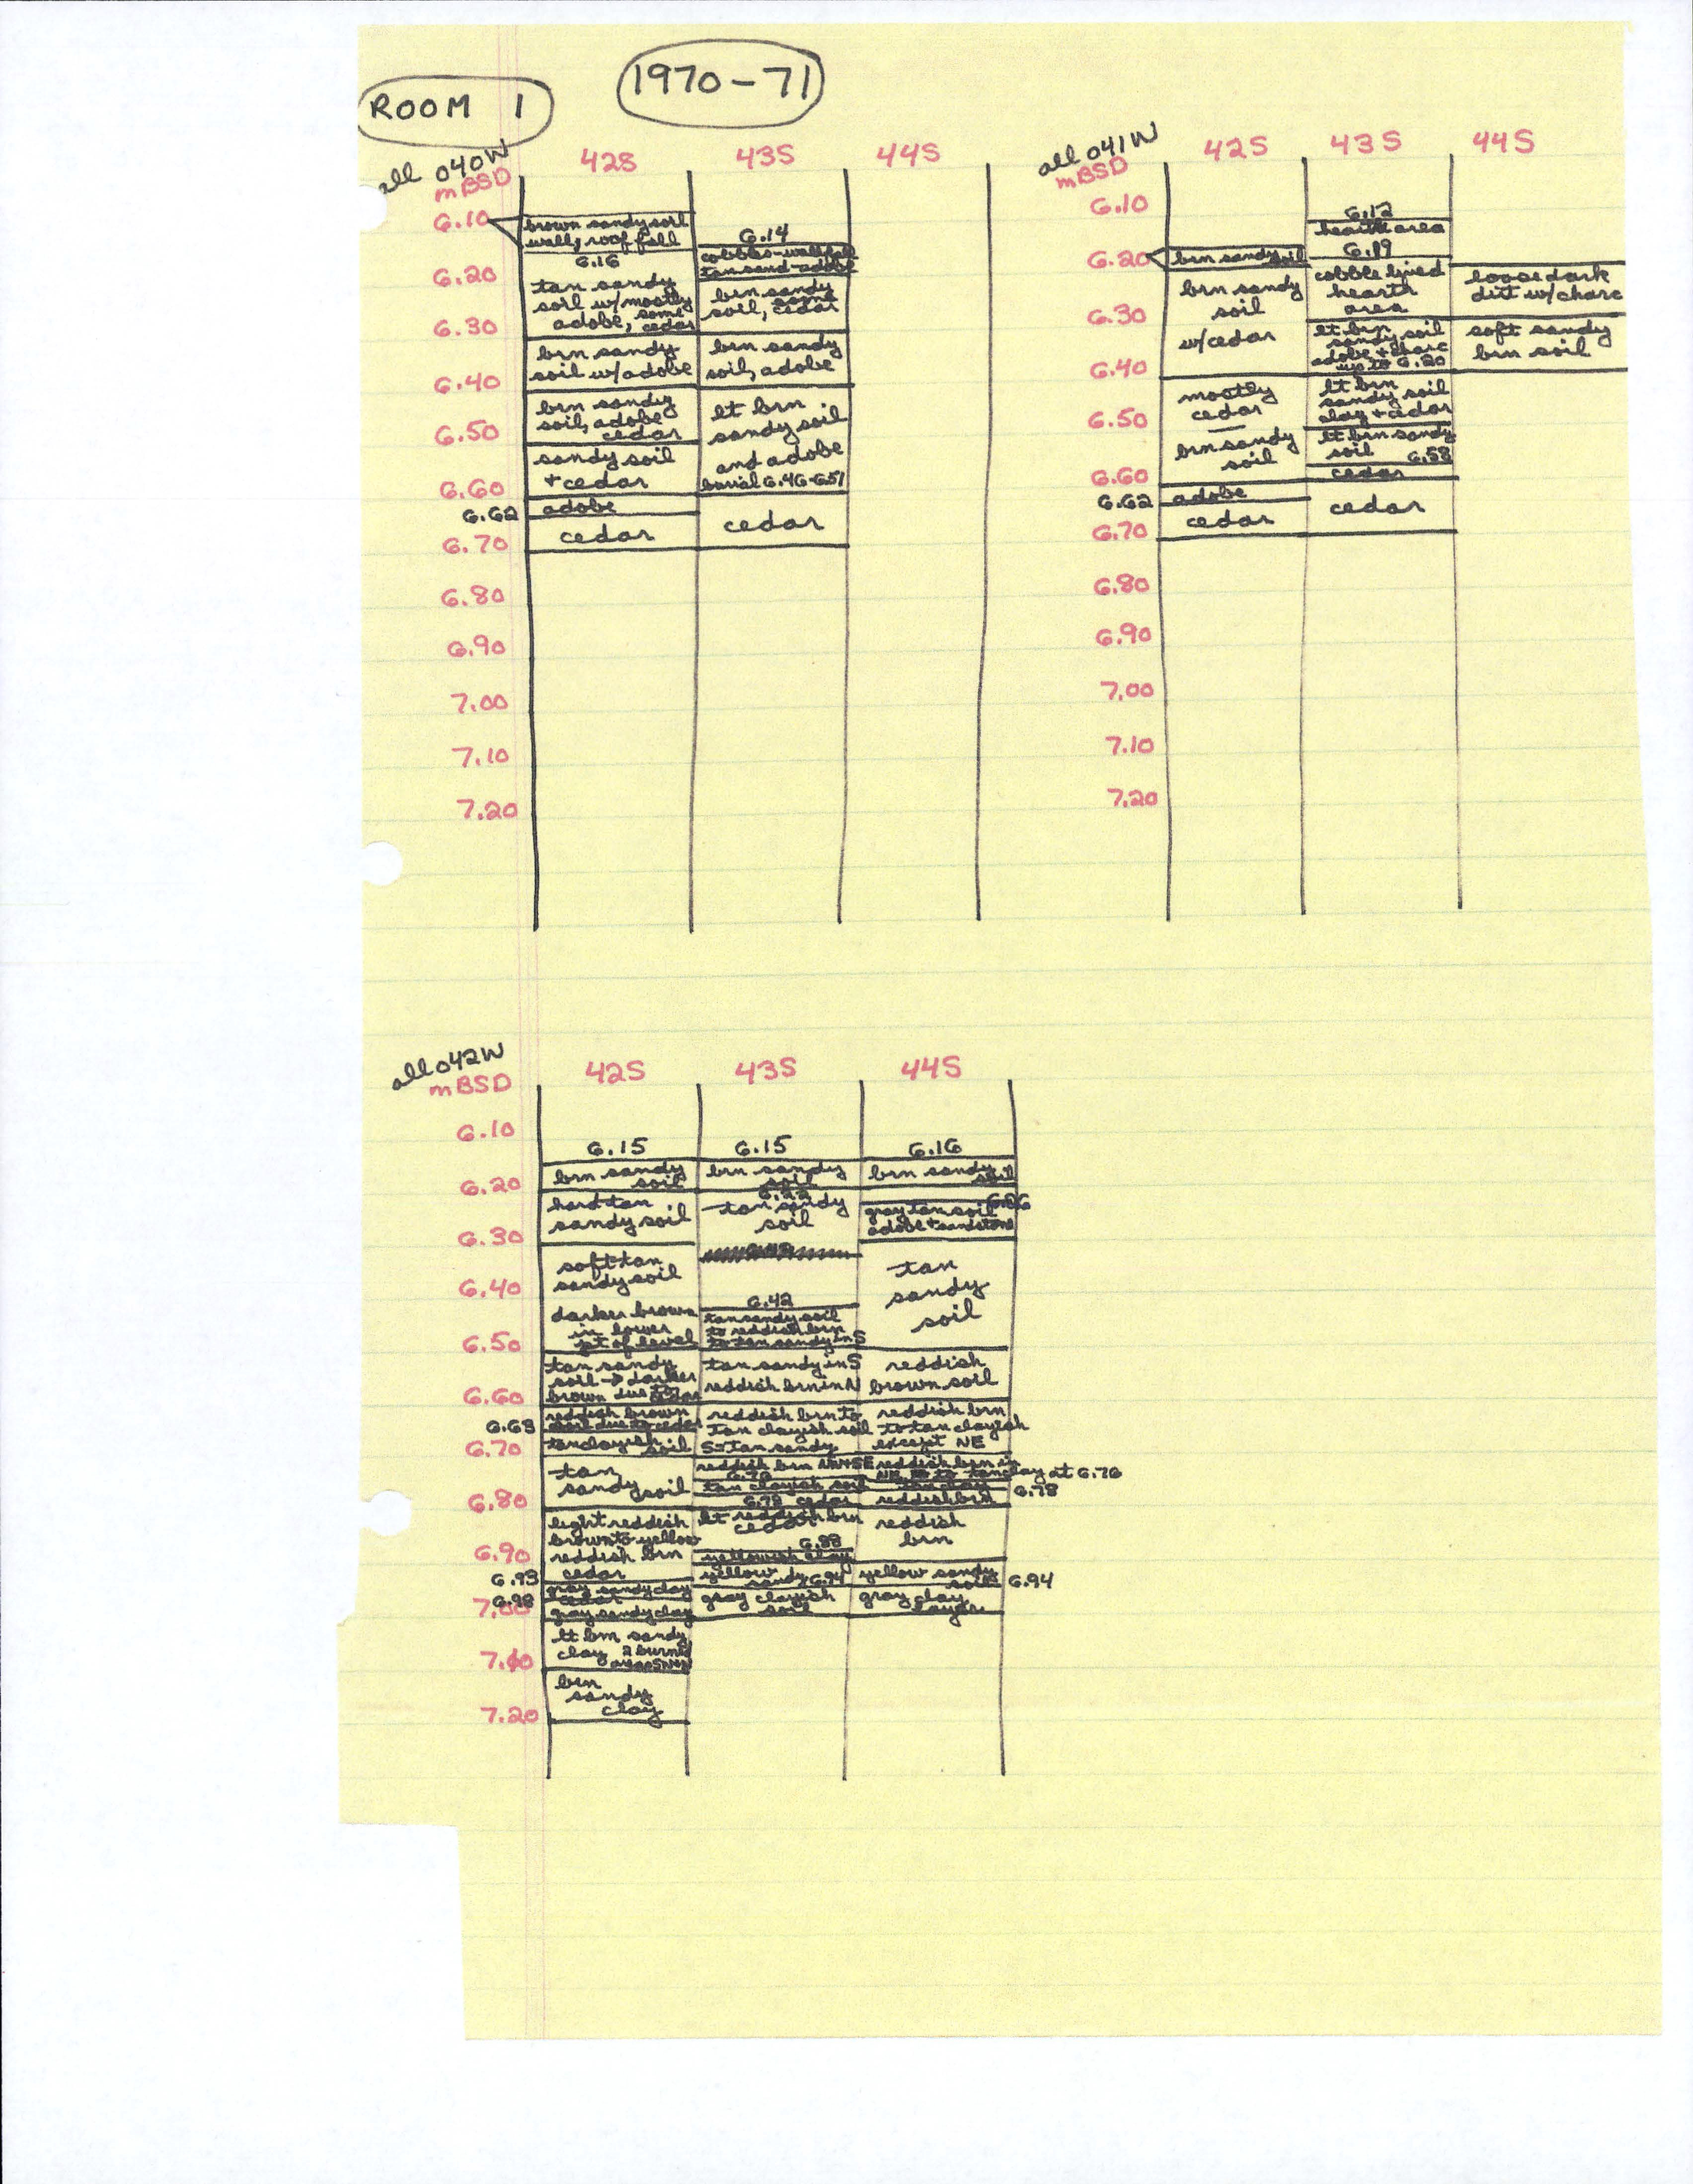 ROOM 1
1970-71
all 040W
mBSD
42S
43S
44S
6.10
6.20
6.30
6.40
6.50
6.60
6.62
6.70
6.80
6.90
7.00
7.10
7.20
brown sandy soil
wall, roof fall
6.16
tan sandy
soil w/mostly
adobe, some
cedar
brn sandy
soil w/adobe
brn sandy
soil, adobe
cedar
sandy soil
+ cedar
adobe
cedar
6.14
cobbles-wallfall
tan sand-adobe
brn sandy
soil, some
cedar
brn sandy
soil, adobe
lt brn
sandy soil
and adobe
burial 6.46-6.51
cedar
all 041W
mBSD
42S
43S
44S
6.10
6.20
6.30
6.40
6.50
6.60
6.62
6.70
6.80
6.90
7.00
7.10
7.20
brn sandy soil
brn sandy
soil
w/cedar
mostly
cedar
brn sandy
soil
adobe
cedar
6.12
hearth area
6.19
cobble lined
hearth
area
lt brn
sandy soil
adobe + charc
up to 6.20
lt brn
sandy soil
clay + cedar
lt brn sandy
soil 6.58
cedar
cedar
loose dark
dirt w/charc
soft sandy
brn soil
all 042W
mBSD
42S
43S
44S
6.10
6.20
6.30
6.40
6.50
6.60
6.63
6.70
6.80
6.90
6.93
6.98
7.00
7.10
7.20
6.15
brn sandy
soil
hard tan
sandy soil
soft tan
sandy soil
darker brown
in lower
pt of level
tan sandy
soil → darker
brown due to
cedar
reddish brown
soil due to cedar
tan clayish soil
tan
sandy soil
light reddish
brown to yellow
reddish brn
cedar
gray sandy clay
cedar
gray sandy clay
lt brn sandy
clay 2 burned
areas
brn
sandy
clay
6.15
brn sandy
soil
6.22
tan sandy
soil
6.42
tan sandy soil
to reddish brn
to tan sandy in S
tan sandy in S
reddish brn in N
reddish brn to
tan clayish soil
S=tan sandy
reddish brn
6.76
tan clayish soil
6.78 cedar
lt reddish brn
cedar
6.88
yellowish clay
yellow
sandy 6.94
gray clayish
soil
6.16
brn sandy
soil
gray tan soil
adobe + sandstone
tan
sandy
soil
reddish
brown soil
reddish brn
to tan clayish
except NE
reddish brn in
to tan clay at 6.76
6.78
reddish brn
reddish
brn
yellow sandy
soil 6.94
gray clay
layer